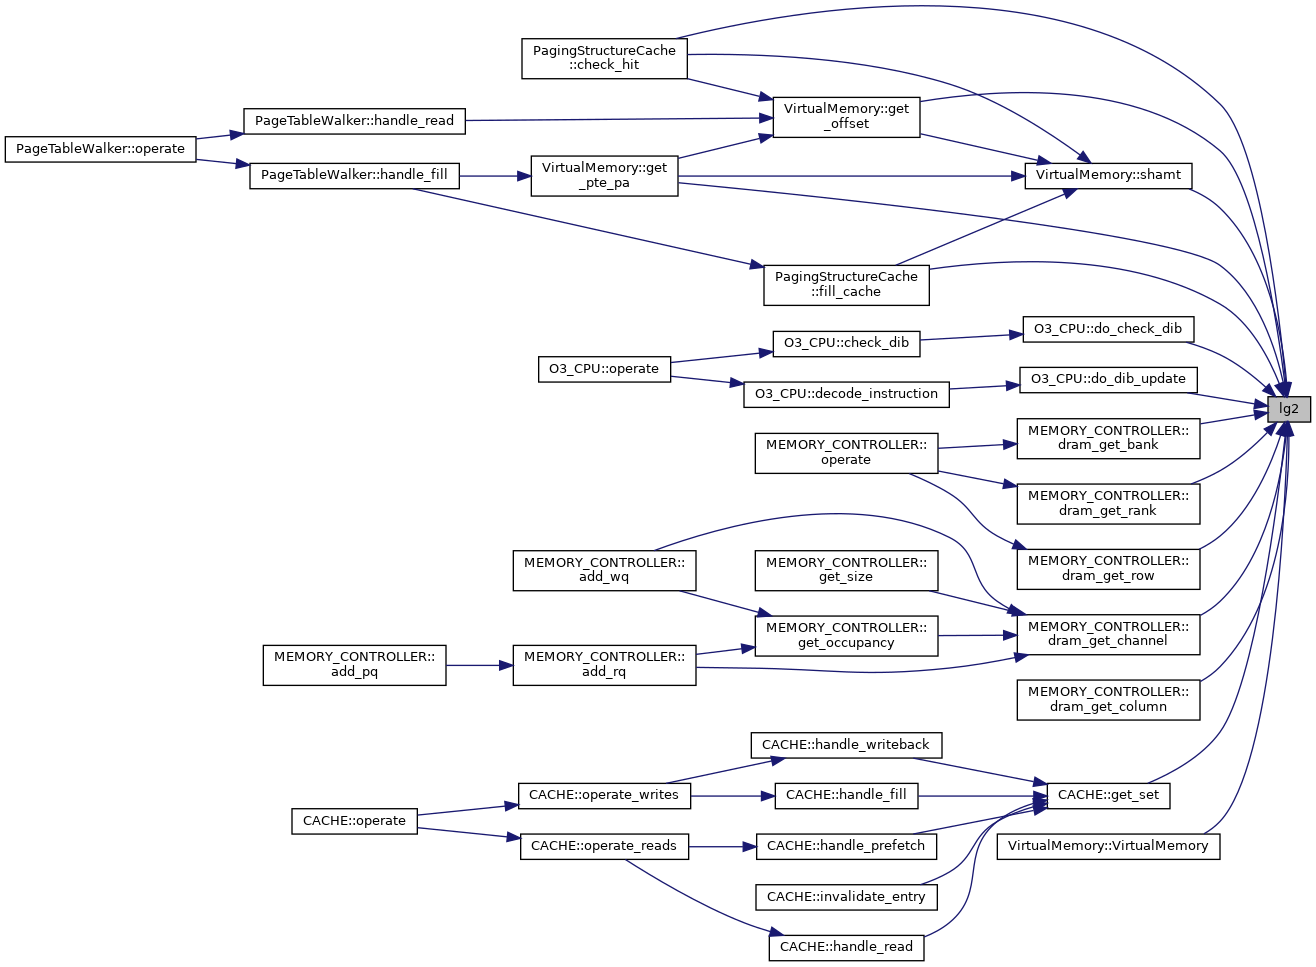 PagingStructureCache
::check_hit
VirtualMemory::get
_offset
PageTableWalker::handle_read
PageTableWalker::operate
VirtualMemory::get
_pte_pa
PageTableWalker::handle_fill
VirtualMemory::shamt
PagingStructureCache
::fill_cache
O3_CPU::do_check_dib
O3_CPU::check_dib
O3_CPU::operate
O3_CPU::do_dib_update
O3_CPU::decode_instruction
lg2
MEMORY_CONTROLLER::
dram_get_bank
MEMORY_CONTROLLER::
operate
MEMORY_CONTROLLER::
dram_get_rank
MEMORY_CONTROLLER::
dram_get_row
MEMORY_CONTROLLER::
add_wq
MEMORY_CONTROLLER::
get_size
MEMORY_CONTROLLER::
dram_get_channel
MEMORY_CONTROLLER::
get_occupancy
MEMORY_CONTROLLER::
add_pq
MEMORY_CONTROLLER::
add_rq
MEMORY_CONTROLLER::
dram_get_column
CACHE::handle_writeback
CACHE::operate_writes
CACHE::handle_fill
CACHE::get_set
CACHE::operate
CACHE::operate_reads
CACHE::handle_prefetch
VirtualMemory::VirtualMemory
CACHE::invalidate_entry
CACHE::handle_read